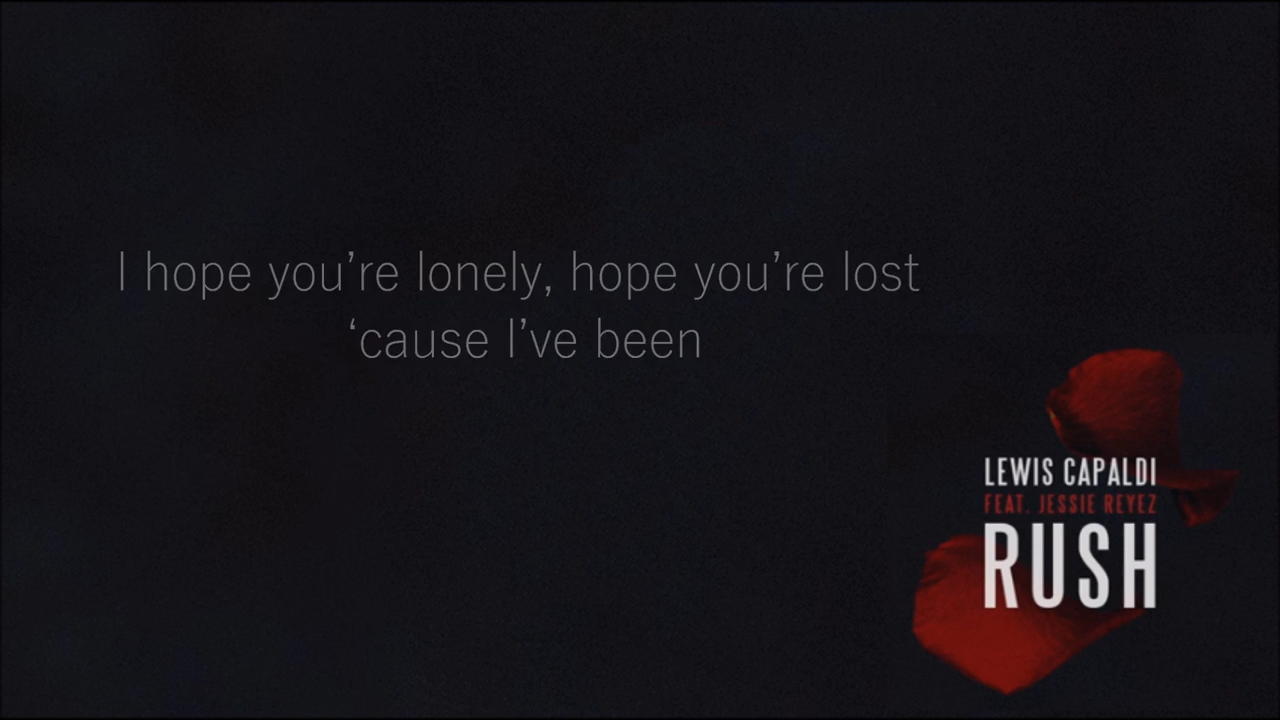 I hope you’re lonely, hope you’re lost
‘cause I’ve been
LEWIS CAPALDI
FEAT. JESSIE REYEZ
RUSH